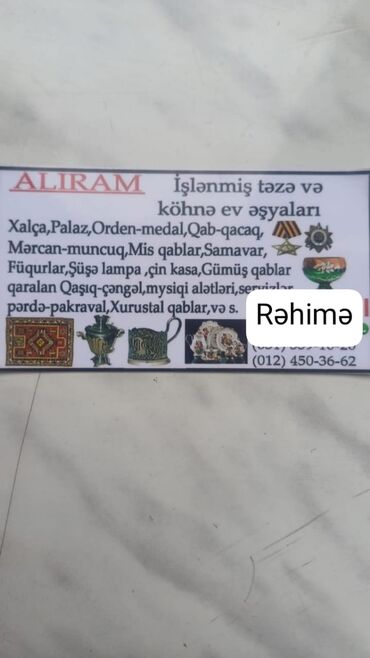 ALIRAM İşlənmiş təzə və
köhnə ev əşyaları
Xalça,Palaz,Orden-medal,Qab-qacaq,
Mərcan-muncuq,Mis qablar,Samavar,
Füqurlar,Şüşə lampa ,çin kasa,Gümüş qablar
qaralan Qaşıq-çəngəl,mysiqi alətləri,servizlər
pərdə-pakraval,Xurustal qablar,və s.
Rəhimə
(012) 450-36-62